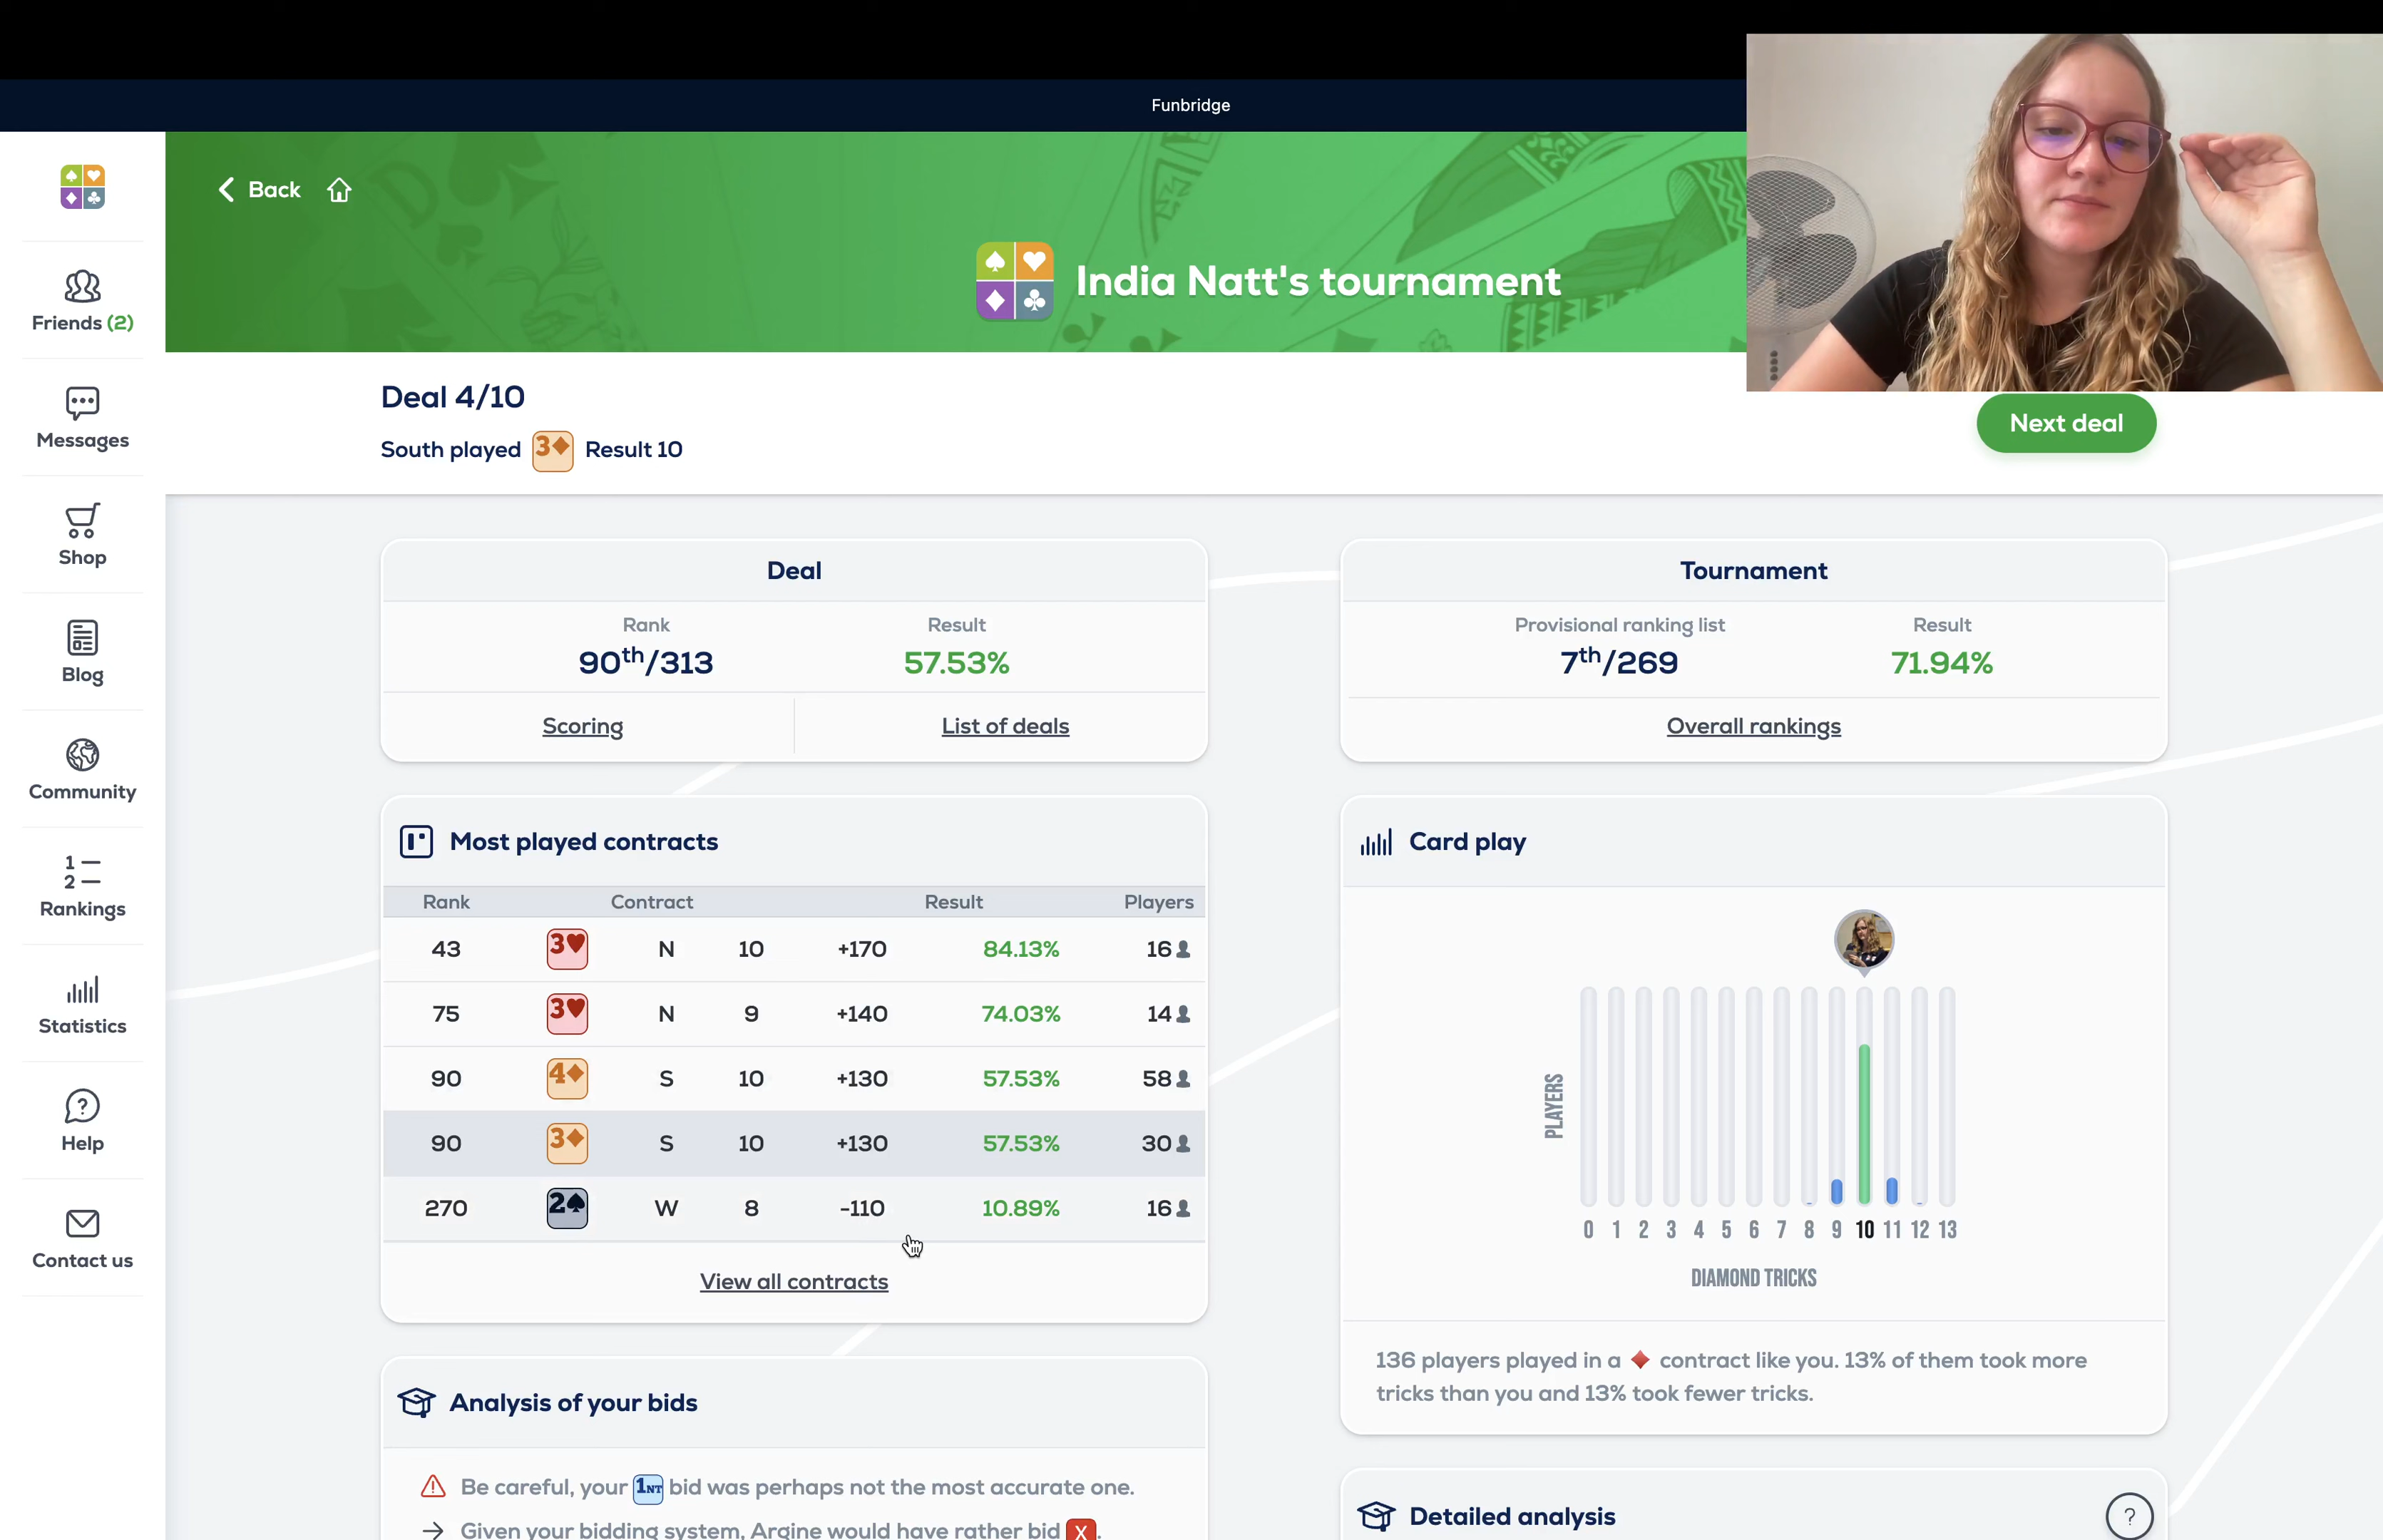 Funbridge
Back
India Natt's tournament
Deal 4/10
South played 3♦ Result 10
Next deal
Friends (2)
Messages
Shop
Blog
Community
1
2
Rankings
Statistics
Help
Contact us
Deal
Rank Result
90th/313 57.53%
Scoring List of deals
Tournament
Provisional ranking list Result
7th/269 71.94%
Overall rankings
Most played contracts
Rank Contract Result Players
43 3♥ N 10 +170 84.13% 16
75 3♥ N 9 +140 74.03% 14
90 4♦ S 10 +130 57.53% 58
90 3♦ S 10 +130 57.53% 30
270 2♠ W 8 -110 10.89% 16
View all contracts
Card play
PLAYERS
0 1 2 3 4 5 6 7 8 9 10 11 12 13
DIAMOND TRICKS
136 players played in a ♦ contract like you. 13% of them took more
tricks than you and 13% took fewer tricks.
Analysis of your bids
Be careful, your 1NT bid was perhaps not the most accurate one.
Given your bidding system, Argine would have rather bid X.
Detailed analysis
?